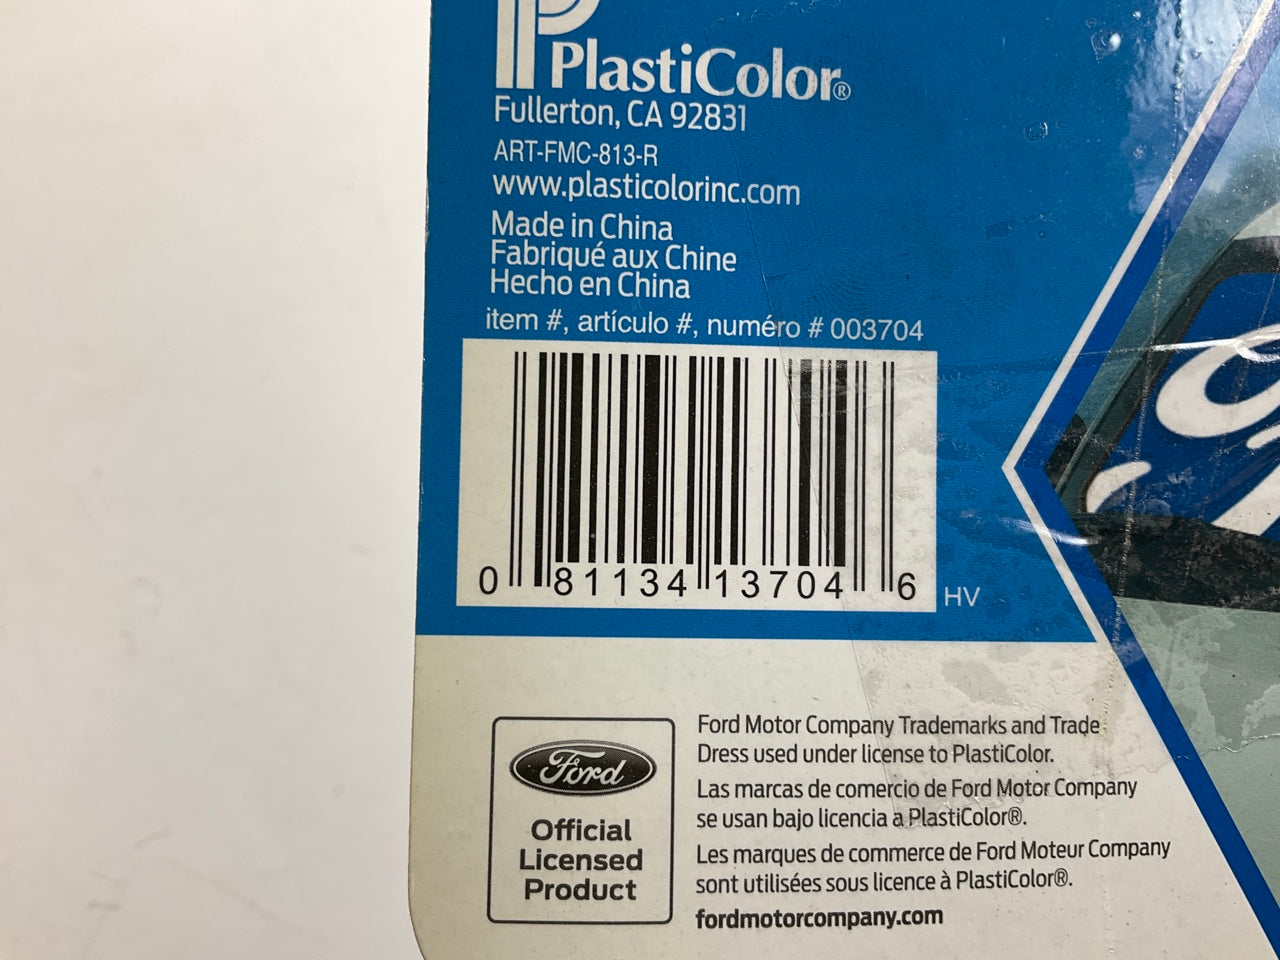 PlastiColor®
Fullerton, CA 92831
ART-FMC-813-R
www.plasticolorinc.com
Made in China
Fabriqué aux Chine
Hecho en China
item #, artículo #, numéro # 003704
0 81134 13704 6
HV
Ford
Official
Licensed
Product
Ford Motor Company Trademarks and Trade
Dress used under license to PlastiColor.
Las marcas de comercio de Ford Motor Company
se usan bajo licencia a PlastiColor®.
Les marques de commerce de Ford Moteur Company
sont utilisées sous licence à PlastiColor®.
fordmotorcompany.com